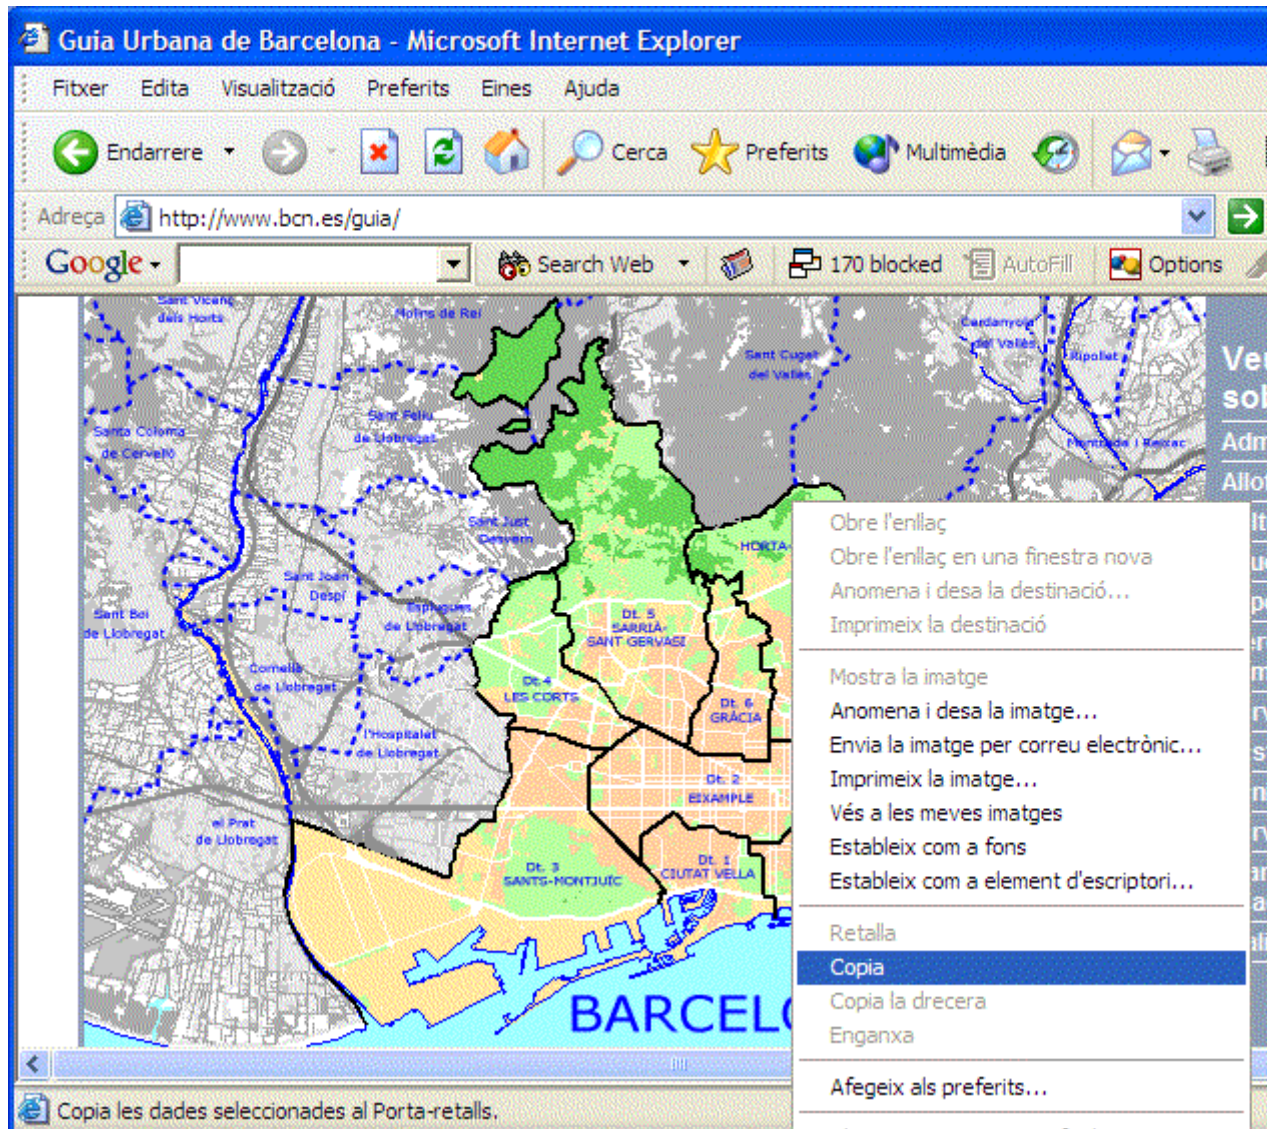 Guia Urbana de Barcelona - Microsoft Internet Explorer
Fitxer Edita Visualització Preferits Eines Ajuda
Endarrere Cerca Preferits Multimèdia
Adreça http://www.bcn.es/guia/
Google Search Web 170 blocked AutoFill Options
Sant Vicenç
dels Horts
Molins de Rei
Sant Cugat
del Vallès
Cerdanyola
del Vallès
Ripollet
Montcada i Reixac
Sant Feliu
de Llobregat
Santa Coloma
de Cervelló
Sant Just
Desvern
Sant Joan
Despí
Esplugues
de Llobregat
Sant Boi
de Llobregat
Cornellà
de Llobregat
l'Hospitalet
de Llobregat
el Prat
de Llobregat
HORTA-
Dt. 5
SARRIÀ-
SANT GERVASI
Dt.4
LES CORTS
Dt. 6
GRÀCIA
Dt. 2
EIXAMPLE
Dt. 3
SANTS-MONTJUÏC
Dt. 1
CIUTAT VELLA
BARCEL
Obre l'enllaç
Obre l'enllaç en una finestra nova
Anomena i desa la destinació...
Imprimeix la destinació
Mostra la imatge
Anomena i desa la imatge...
Envia la imatge per correu electrònic...
Imprimeix la imatge...
Vés a les meves imatges
Estableix com a fons
Estableix com a element d'escriptori...
Retalla
Copia
Copia la drecera
Enganxa
Afegeix als preferits...
Copia les dades seleccionades al Porta-retalls.